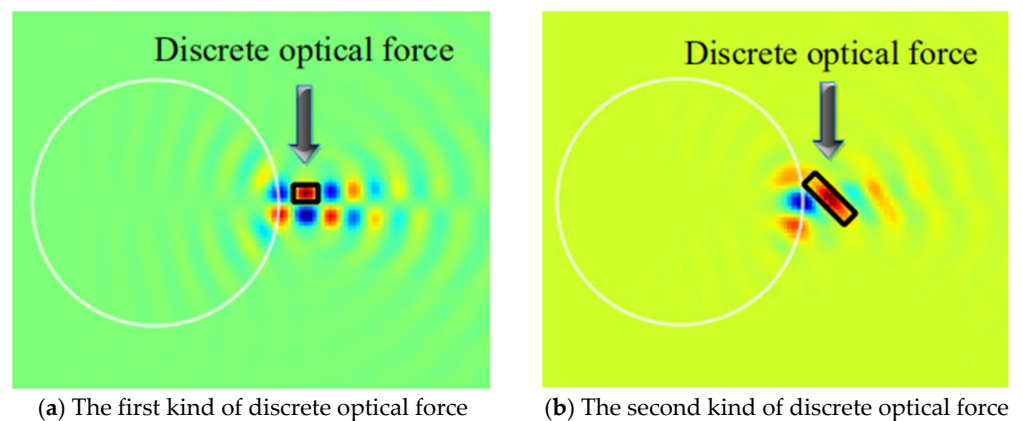 Discrete optical force
Discrete optical force
(a) The first kind of discrete optical force
(b) The second kind of discrete optical force